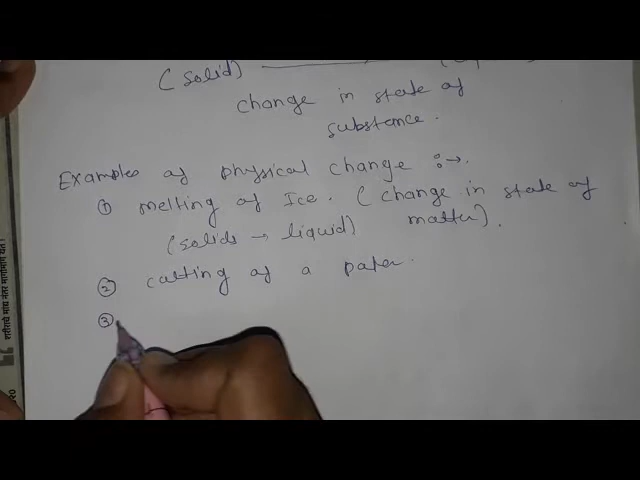 (solid)
change in state of
substance.
Examples of physical change :→.
① melting of Ice. (change in state of
(solids → liquid) matter).
② cutting of a paper.
③